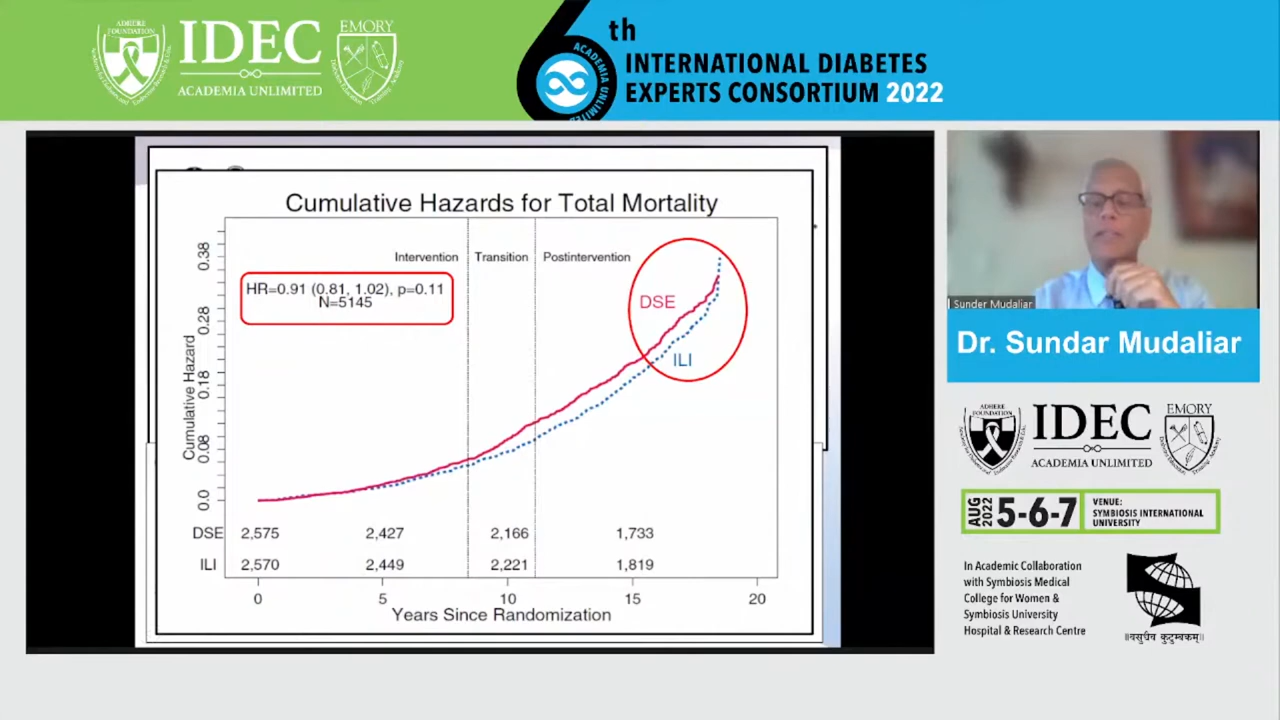 ADHERE
FOUNDATION
IDEC
ACADEMIA UNLIMITED
EMORY
6th
INTERNATIONAL DIABETES
EXPERTS CONSORTIUM 2022
Cumulative Hazards for Total Mortality
Intervention
Transition
Postintervention
HR=0.91 (0.81, 1.02), p=0.11
N=5145
DSE
ILI
Cumulative Hazard
0.38
0.28
0.18
0.08
0.0
DSE 2,575 2,427 2,166 1,733
ILI 2,570 2,449 2,221 1,819
0 5 10 15 20
Years Since Randomization
Sunder Mudaliar
Dr. Sundar Mudaliar
ADHERE
FOUNDATION
IDEC
ACADEMIA UNLIMITED
EMORY
AUG
2022
5-6-7
VENUE:
SYMBIOSIS INTERNATIONAL
UNIVERSITY
In Academic Collaboration
with Symbiosis Medical
College for Women &
Symbiosis University
Hospital & Research Centre
॥वसुधैव कुटुम्बकम्॥